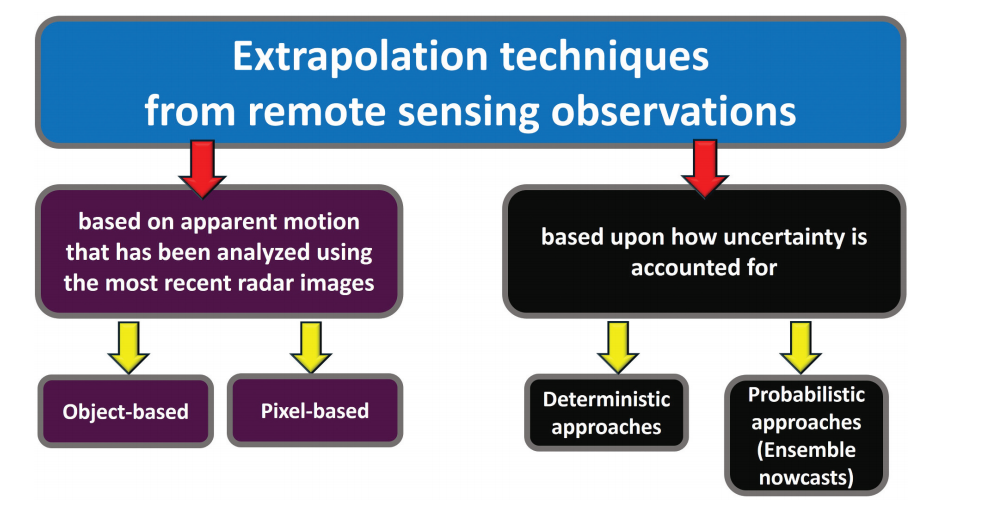 Extrapolation techniques
from remote sensing observations
based on apparent motion
that has been analyzed using
the most recent radar images
based upon how uncertainty is
accounted for
Object-based
Pixel-based
Deterministic
approaches
Probabilistic
approaches
(Ensemble
nowcasts)